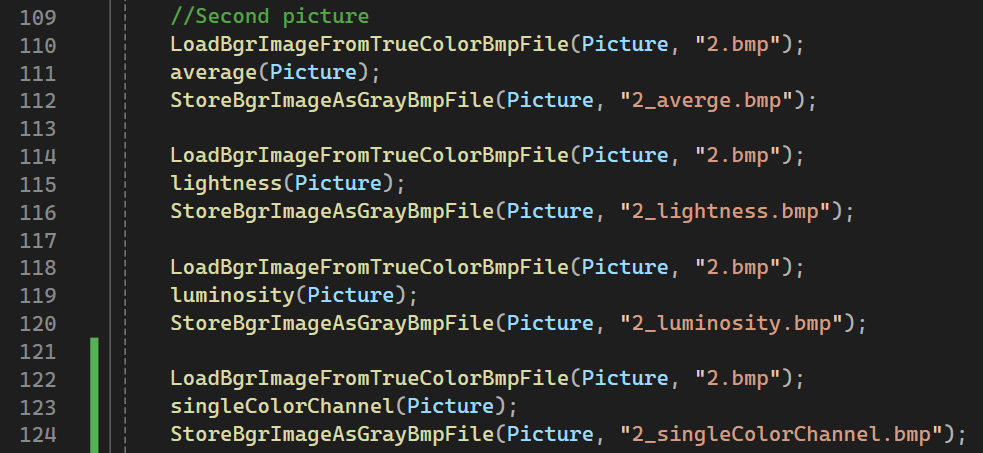 109 //Second picture
110 LoadBgrImageFromTrueColorBmpFile(Picture, "2.bmp");
111 average(Picture);
112 StoreBgrImageAsGrayBmpFile(Picture, "2_averge.bmp");
113
114 LoadBgrImageFromTrueColorBmpFile(Picture, "2.bmp");
115 lightness(Picture);
116 StoreBgrImageAsGrayBmpFile(Picture, "2_lightness.bmp");
117
118 LoadBgrImageFromTrueColorBmpFile(Picture, "2.bmp");
119 luminosity(Picture);
120 StoreBgrImageAsGrayBmpFile(Picture, "2_luminosity.bmp");
121
122 LoadBgrImageFromTrueColorBmpFile(Picture, "2.bmp");
123 singleColorChannel(Picture);
124 StoreBgrImageAsGrayBmpFile(Picture, "2_singleColorChannel.bmp");